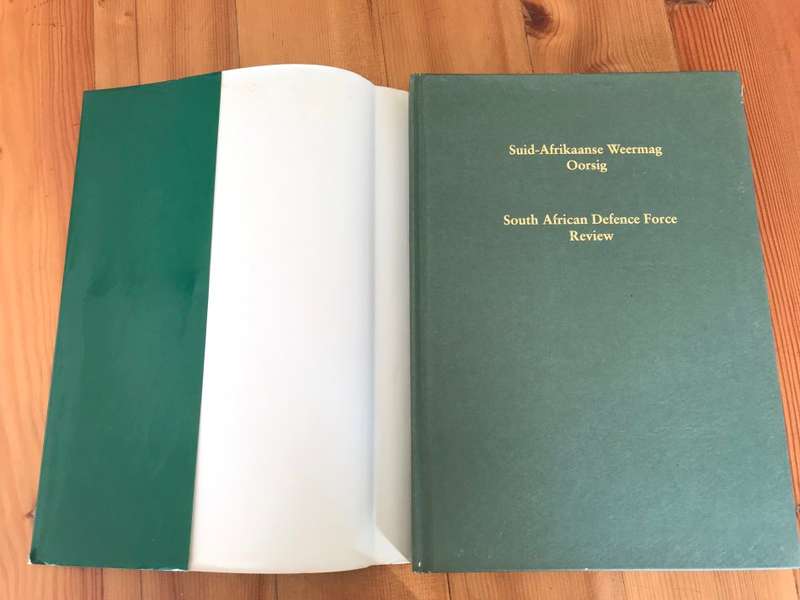 Suid-Afrikaanse Weermag
Oorsig
South African Defence Force
Review